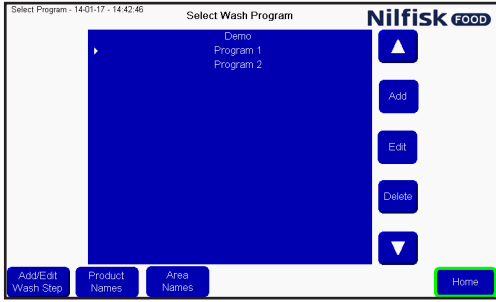 Select Program - 14-01-17 - 14:42:46
Select Wash Program
Nilfisk FOOD
Demo
Program 1
Program 2
Add
Edit
Delete
Add/Edit
Wash Step
Product
Names
Area
Names
Home